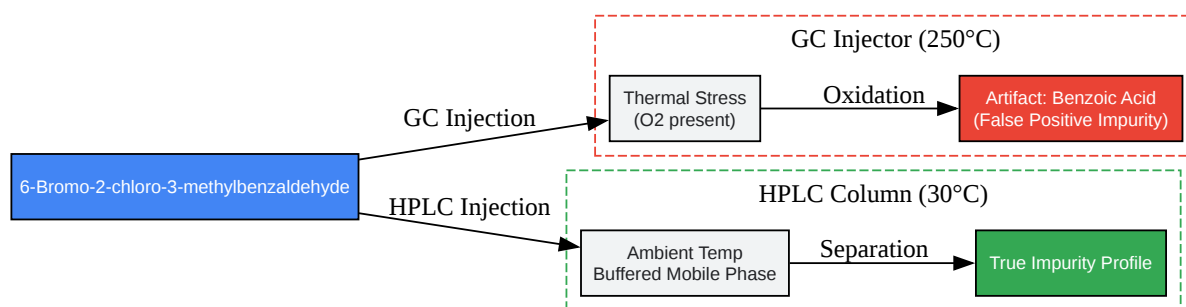 GC Injector (250°C)
GC Injection
Thermal Stress
(O2 present)
Oxidation
Artifact: Benzoic Acid
(False Positive Impurity)
6-Bromo-2-chloro-3-methylbenzaldehyde
HPLC Injection
HPLC Column (30°C)
Ambient Temp
Buffered Mobile Phase
Separation
True Impurity Profile